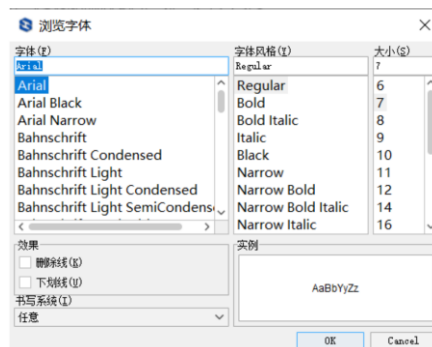 浏览字体
字体(F) 字体风格(Y) 大小(S)
Arial Regular 7
Arial Regular 6
Arial Black Bold 7
Arial Narrow Bold Italic 8
Bahnschrift Italic 9
Bahnschrift Condensed Black 10
Bahnschrift Light Narrow 11
Bahnschrift Light Condensed Narrow Bold 12
Bahnschrift Light SemiCondens Narrow Bold Italic 14
Narrow Italic 16
效果 实例
删除线(K)
下划线(U) AaBbYyZz
书写系统(I)
任意
OK Cancel